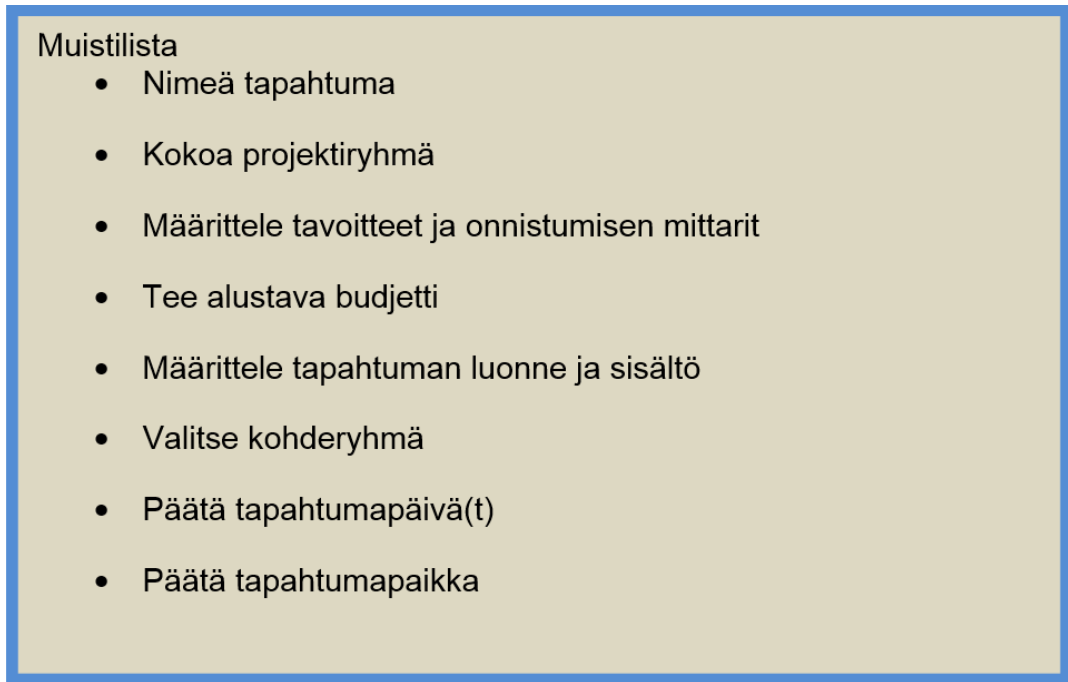 Muistilista
• Nimeä tapahtuma
• Kokoa projektiryhmä
• Määrittele tavoitteet ja onnistumisen mittarit
• Tee alustava budjetti
• Määrittele tapahtuman luonne ja sisältö
• Valitse kohderyhmä
• Päätä tapahtumapäivä(t)
• Päätä tapahtumapaikka